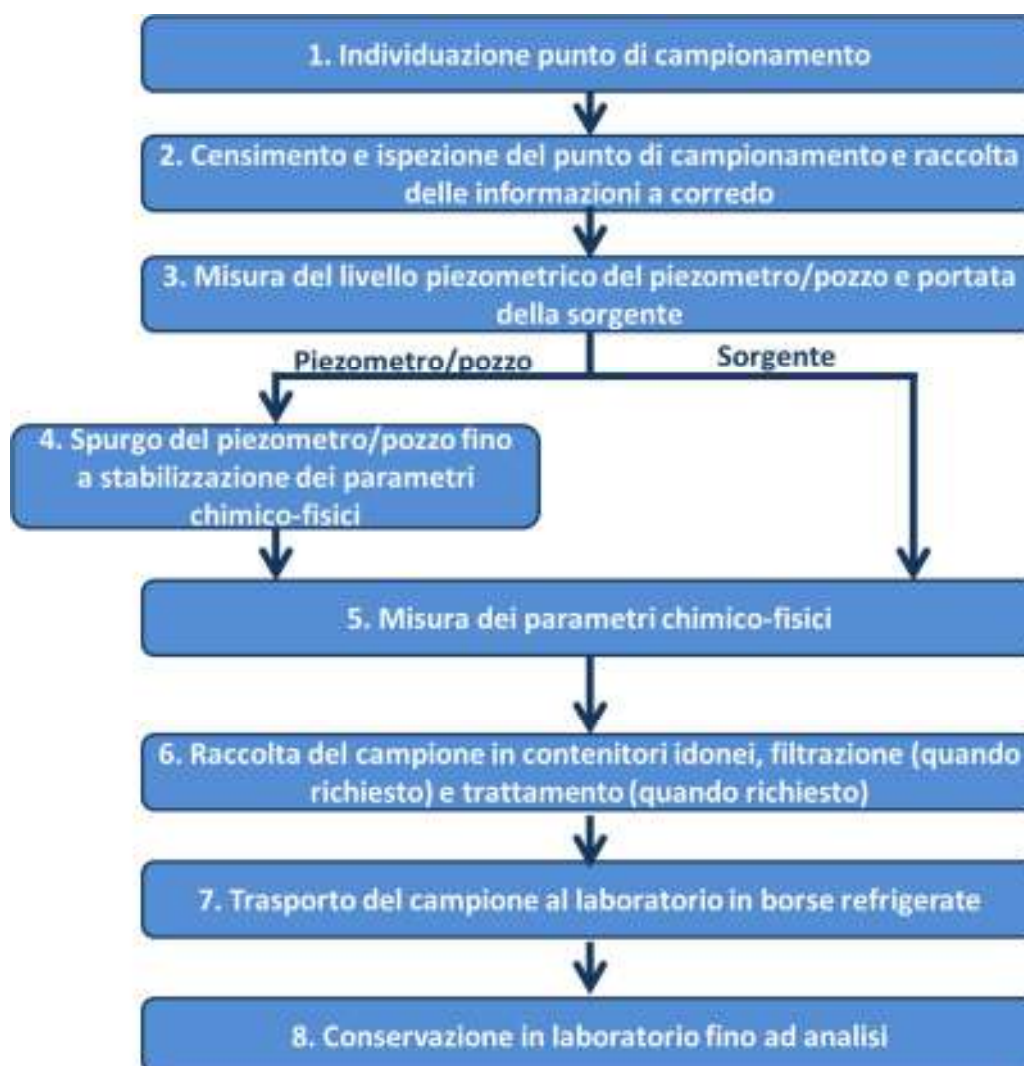 1. Individuazione punto di campionamento
2. Censimento e ispezione del punto di campionamento e raccolta
delle informazioni a corredo
3. Misura del livello piezometrico del piezometro/pozzo e portata
della sorgente
Piezometro/pozzo
Sorgente
4. Spurgo del piezometro/pozzo fino
a stabilizzazione dei parametri
chimico-fisici
5. Misura dei parametri chimico-fisici
6. Raccolta del campione in contenitori idonei, filtrazione (quando
richiesto) e trattamento (quando richiesto)
7. Trasporto del campione al laboratorio in borse refrigerate
8. Conservazione in laboratorio fino ad analisi